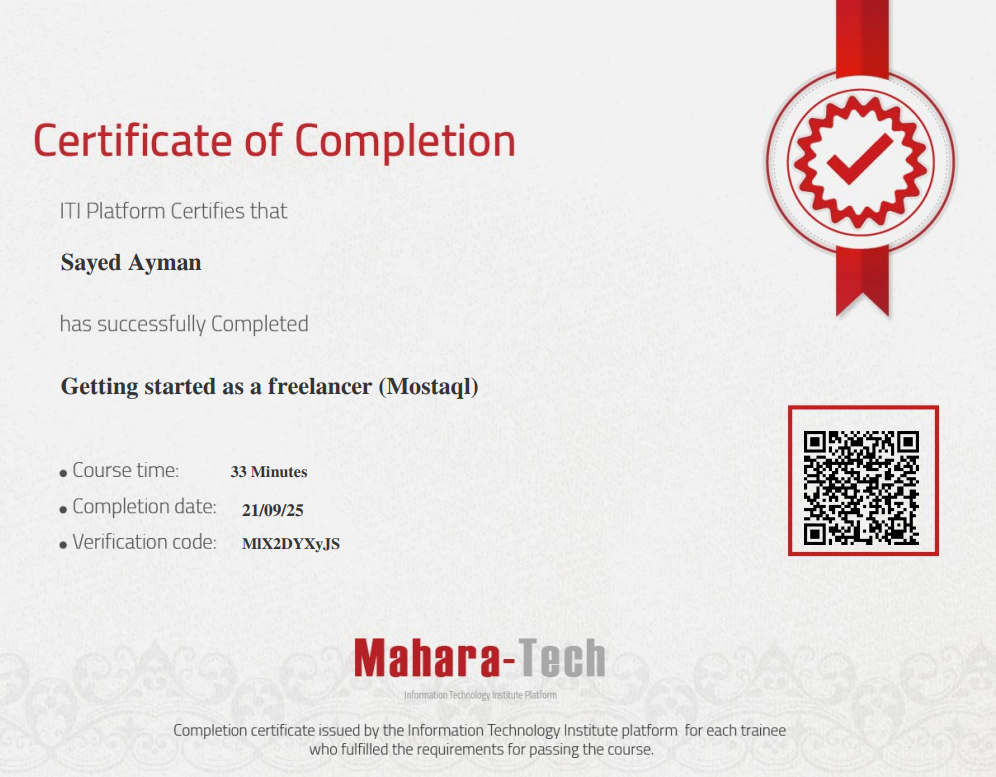 Certificate of Completion
ITI Platform Certifies that
Sayed Ayman
has successfully Completed
Getting started as a freelancer (Mostaql)
• Course time: 33 Minutes
• Completion date: 21/09/25
• Verification code: MlX2DYXyJS
Mahara-Tech
Information Technology Institute Platform
Completion certificate issued by the Information Technology Institute platform for each trainee
who fulfilled the requirements for passing the course.